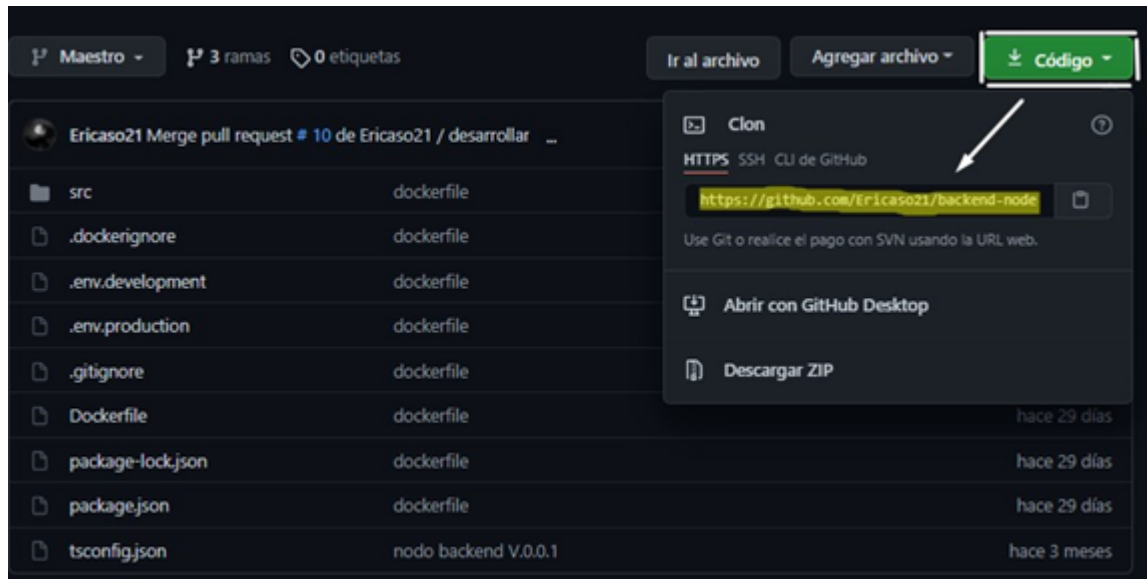 Maestro 3 ramas 0 etiquetas Ir al archivo Agregar archivo Código
Ericaso21 Merge pull request # 10 de Ericaso21 / desarrollar ...
src dockerfile
.dockerignore dockerfile
.env.development dockerfile
.env.production dockerfile
.gitignore dockerfile
Dockerfile dockerfile hace 29 días
package-lock.json dockerfile hace 29 días
package.json dockerfile hace 29 días
tsconfig.json nodo backend V.0.0.1 hace 3 meses
Clon
HTTPS SSH CLI de GitHub
https://github.com/Ericaso21/backend-node
Use Git o realice el pago con SVN usando la URL web.
Abrir con GitHub Desktop
Descargar ZIP